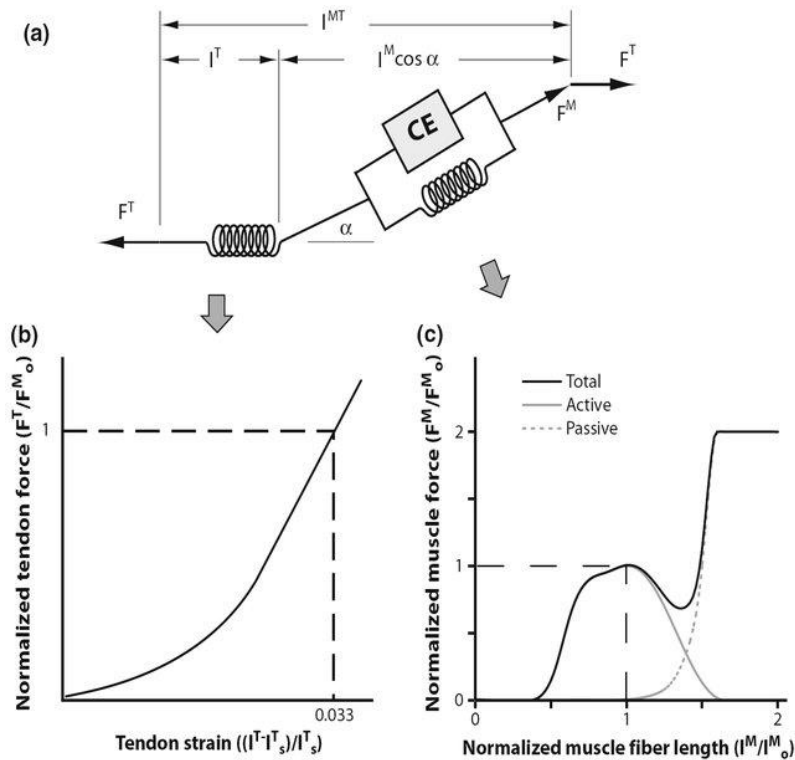 (a)
l^MT
l^T
l^M cos α
F^T
F^M
CE
F^T
α
(b)
Normalized tendon force (F^T/F^M_o)
1
0.033
Tendon strain ((l^T-l^T_s)/l^T_s)
(c)
Normalized muscle force (F^M/F^M_o)
Total
Active
Passive
2
1
0
0
1
2
Normalized muscle fiber length (l^M/l^M_o)